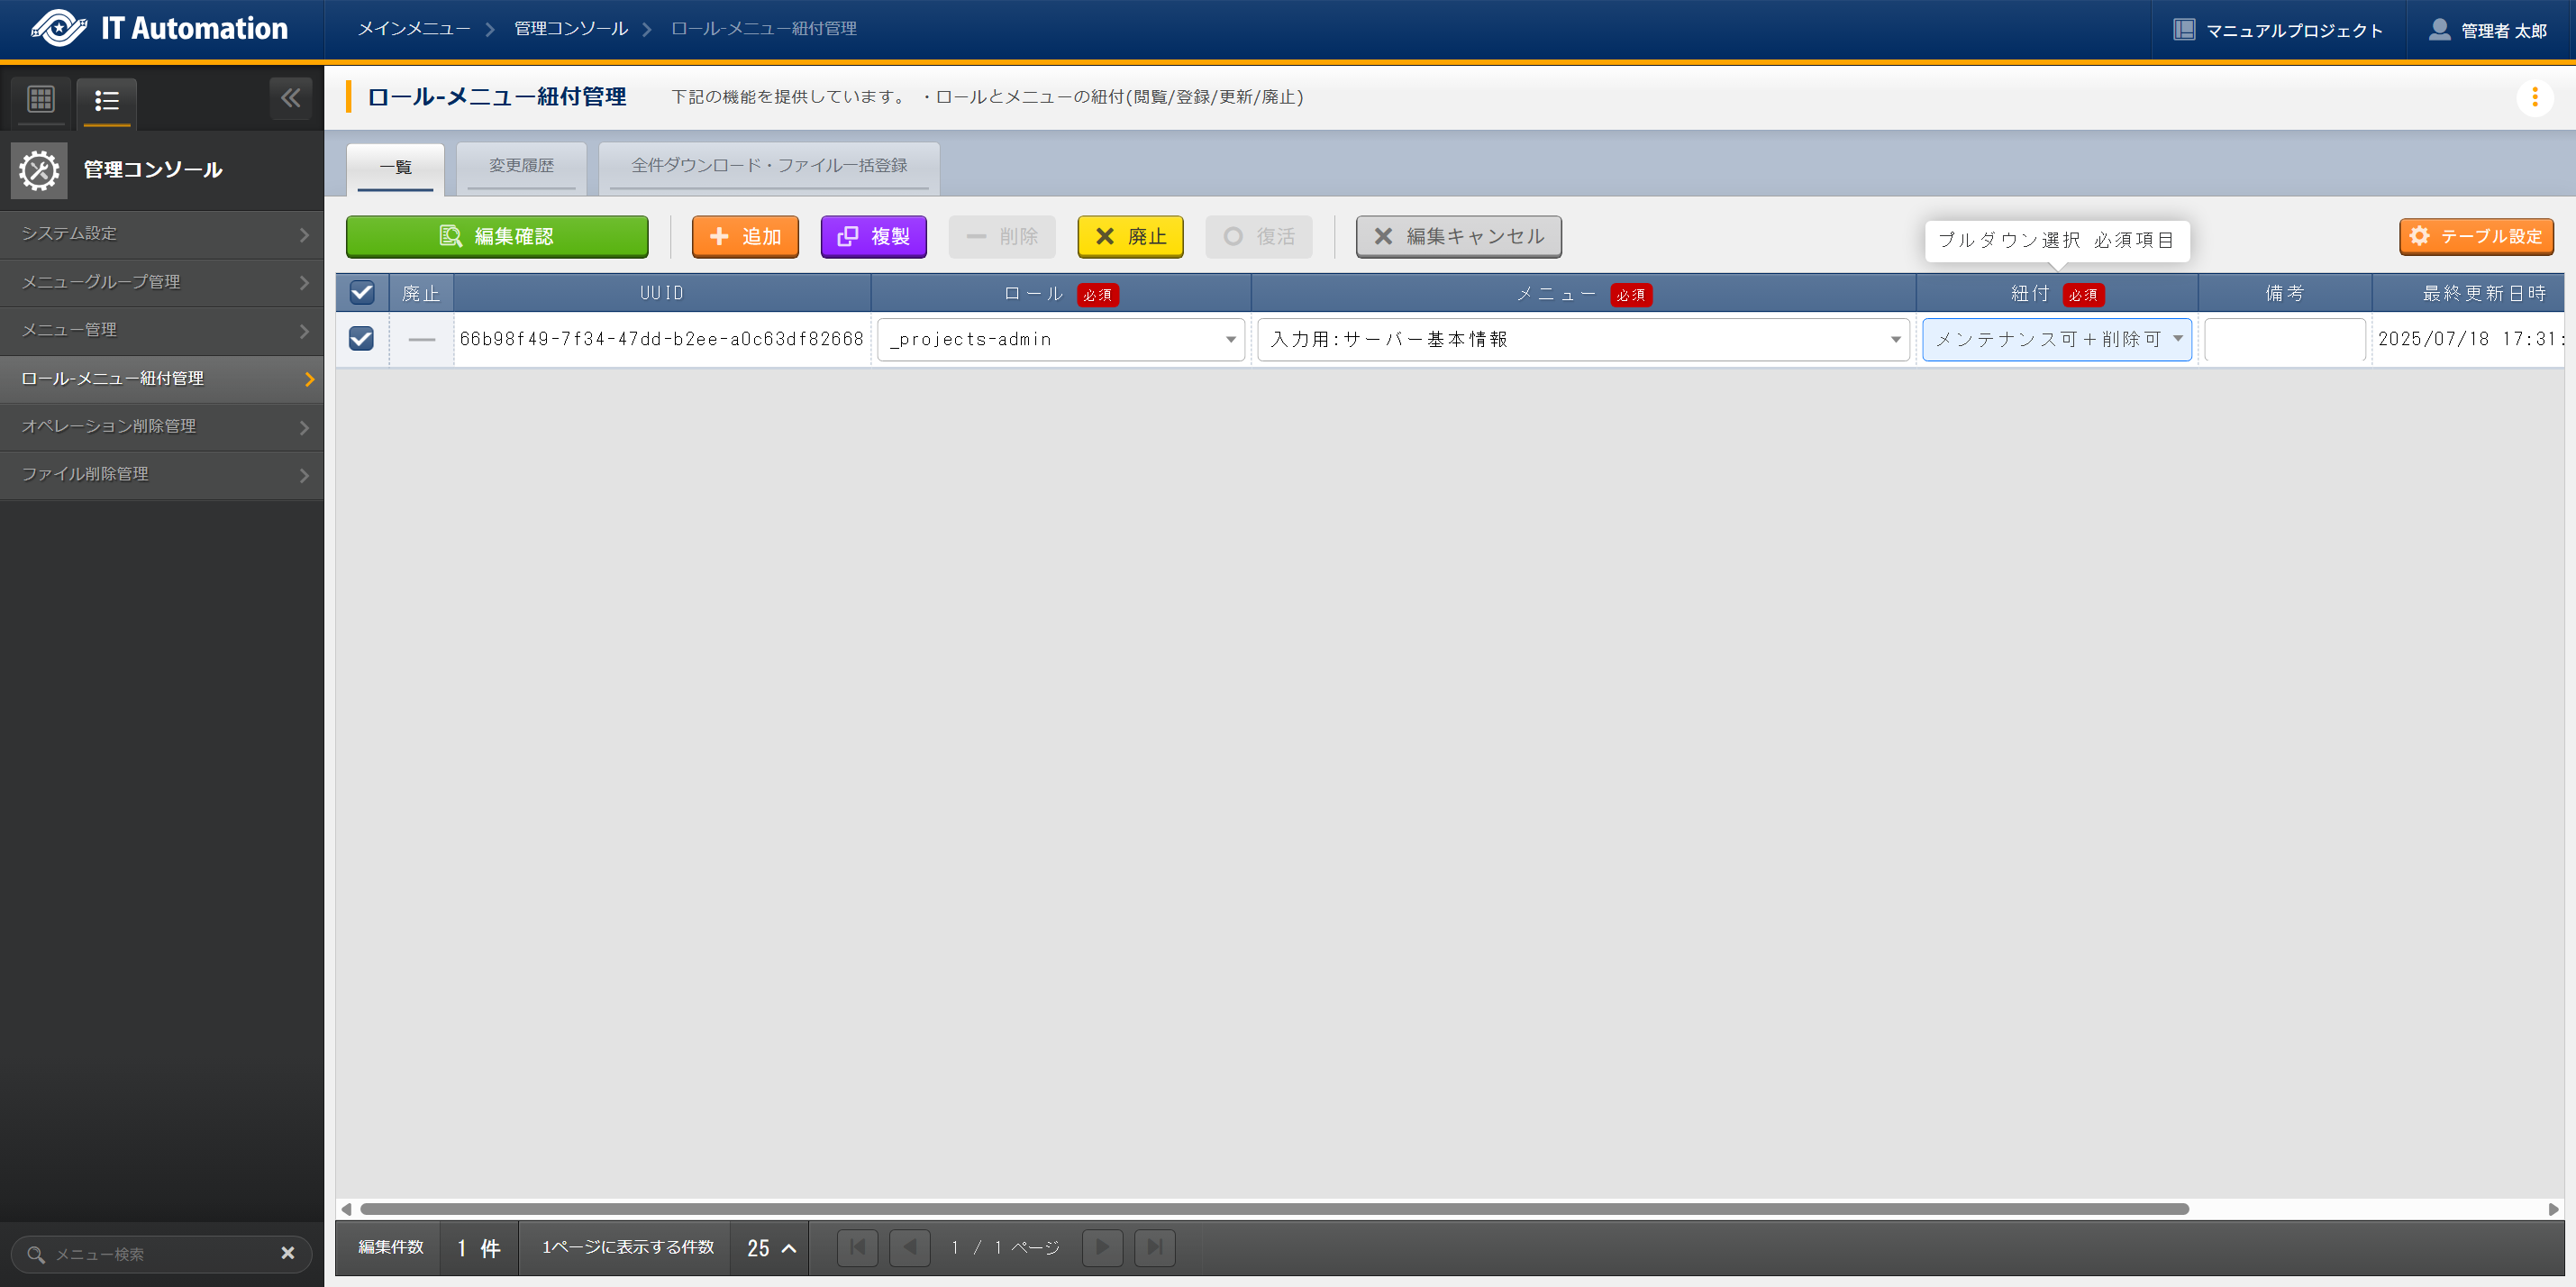 IT Automation
メインメニュー
管理コンソール
ロール-メニュー紐付管理
マニュアルプロジェクト
管理者 太郎
管理コンソール
システム設定
メニューグループ管理
メニュー管理
ロール-メニュー紐付管理
オペレーション削除管理
ファイル削除管理
メニュー検索
ロール-メニュー紐付管理
下記の機能を提供しています。 ・ロールとメニューの紐付(閲覧/登録/更新/廃止)
一覧
変更履歴
全件ダウンロード・ファイル一括登録
編集確認
追加
複製
削除
廃止
復活
編集キャンセル
プルダウン選択 必須項目
テーブル設定
廃止 UUID ロール 必須 メニュー 必須 紐付 必須 備考 最終更新日時
66b98f49-7f34-47dd-b2ee-a0c63df82668 _projects-admin 入力用:サーバー基本情報 メンテナンス可+削除可 2025/07/18 17:31:
編集件数 1 件 1ページに表示する件数 25 1 / 1 ページ